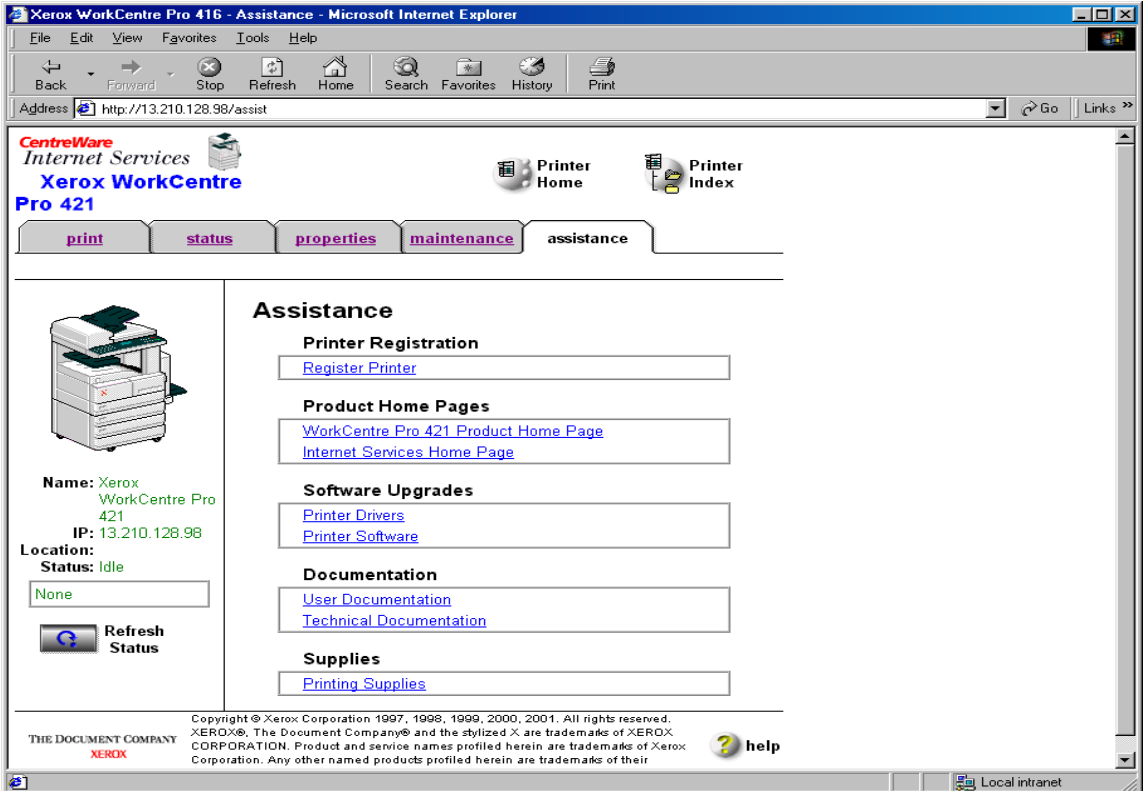 Xerox WorkCentre Pro 416 - Assistance - Microsoft Internet Explorer
File Edit View Favorites Tools Help
Back Forward Stop Refresh Home Search Favorites History Print
Address http://13.210.128.98/assist Go Links »
CentreWare
Internet Services
Xerox WorkCentre
Pro 421
Printer
Home
Printer
Index
print status properties maintenance assistance
Assistance
Printer Registration
Register Printer
Product Home Pages
WorkCentre Pro 421 Product Home Page
Internet Services Home Page
Software Upgrades
Printer Drivers
Printer Software
Documentation
User Documentation
Technical Documentation
Supplies
Printing Supplies
Name: Xerox
WorkCentre Pro
421
IP: 13.210.128.98
Location:
Status: Idle
None
Refresh
Status
THE DOCUMENT COMPANY
XEROX
Copyright © Xerox Corporation 1997, 1998, 1999, 2000, 2001. All rights reserved.
XEROX®, The Document Company® and the stylized X are trademarks of XEROX
CORPORATION. Product and service names profiled herein are trademarks of Xerox
Corporation. Any other named products profiled herein are trademarks of their
help
Local intranet